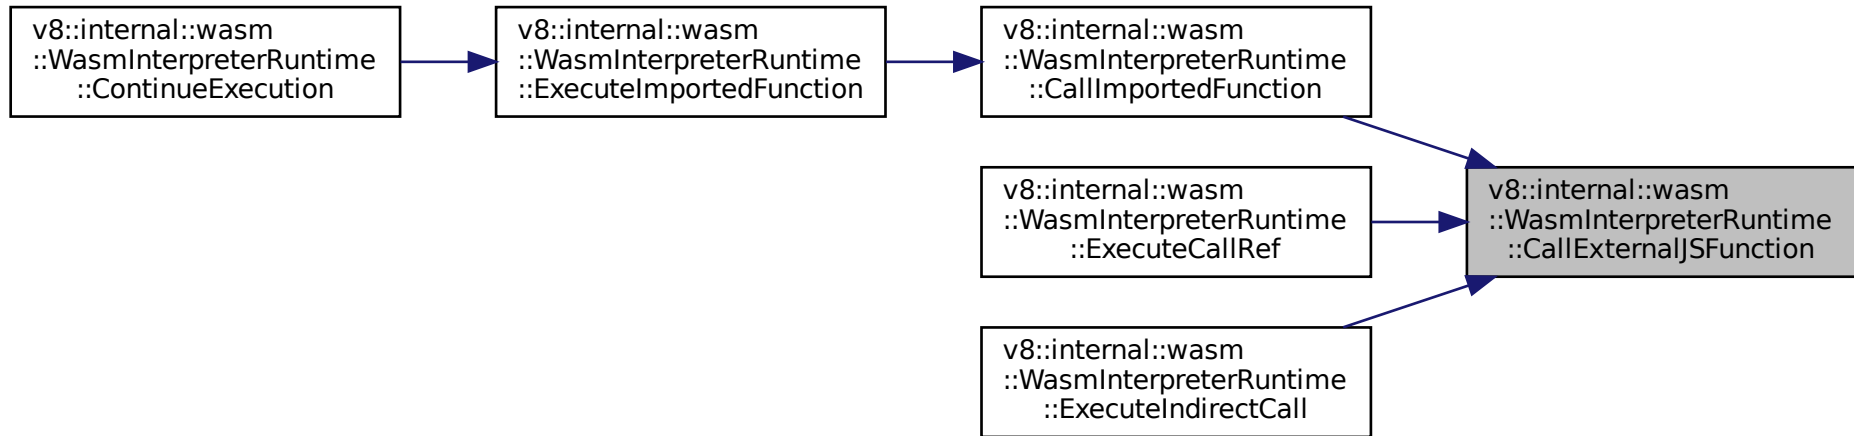 v8::internal::wasm
::WasmInterpreterRuntime
::ContinueExecution
v8::internal::wasm
::WasmInterpreterRuntime
::ExecuteImportedFunction
v8::internal::wasm
::WasmInterpreterRuntime
::CallImportedFunction
v8::internal::wasm
::WasmInterpreterRuntime
::ExecuteCallRef
v8::internal::wasm
::WasmInterpreterRuntime
::ExecuteIndirectCall
v8::internal::wasm
::WasmInterpreterRuntime
::CallExternalJSFunction